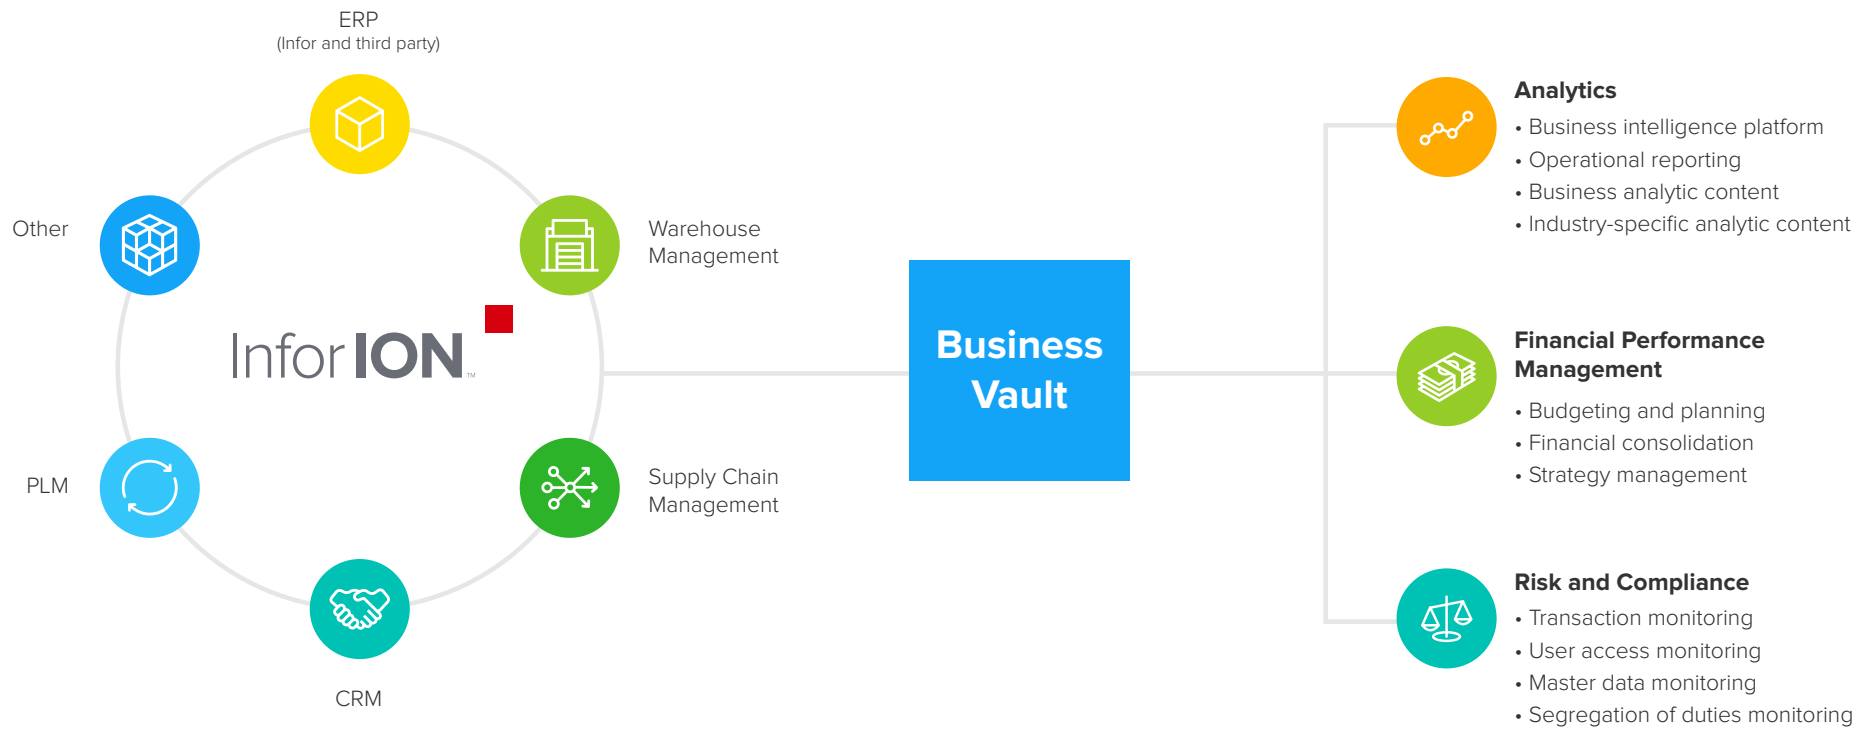 ERP
(Infor and third party)
Other
Warehouse
Management
Infor ION™
PLM
Supply Chain
Management
CRM
Business
Vault
Analytics
• Business intelligence platform
• Operational reporting
• Business analytic content
• Industry-specific analytic content
Financial Performance
Management
• Budgeting and planning
• Financial consolidation
• Strategy management
Risk and Compliance
• Transaction monitoring
• User access monitoring
• Master data monitoring
• Segregation of duties monitoring